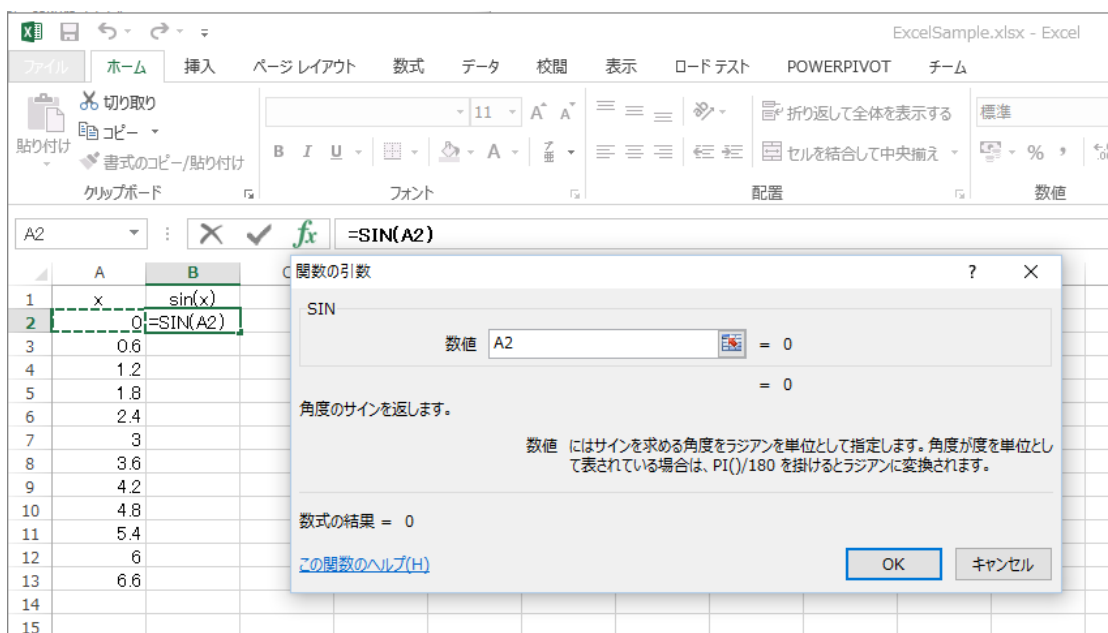 ExcelSample.xlsx - Excel
ファイル ホーム 挿入 ページ レイアウト 数式 データ 校閲 表示 ロード テスト POWERPIVOT チーム
貼り付け
切り取り
コピー
書式のコピー/貼り付け
クリップボード
11 A A
B I U A
フォント
折り返して全体を表示する
セルを結合して中央揃え
配置
標準
% ,
数値
A2 fx =SIN(A2)
A B
1 x sin(x)
2 0 =SIN(A2)
3 0.6
4 1.2
5 1.8
6 2.4
7 3
8 3.6
9 4.2
10 4.8
11 5.4
12 6
13 6.6
14
15
関数の引数 ?
SIN
数値 A2 = 0
= 0
角度のサインを返します。
数値 にはサインを求める角度をラジアンを単位として指定します。角度が度を単位とし
て表されている場合は、PI()/180 を掛けるとラジアンに変換されます。
数式の結果 = 0
この関数のヘルプ(H) OK キャンセル